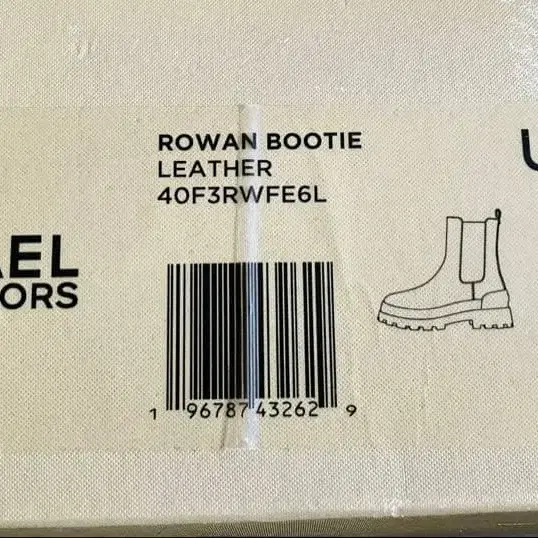 ROWAN BOOTIE
LEATHER
40F3RWFE6L
AEL
ORS
1 96787 43262 9